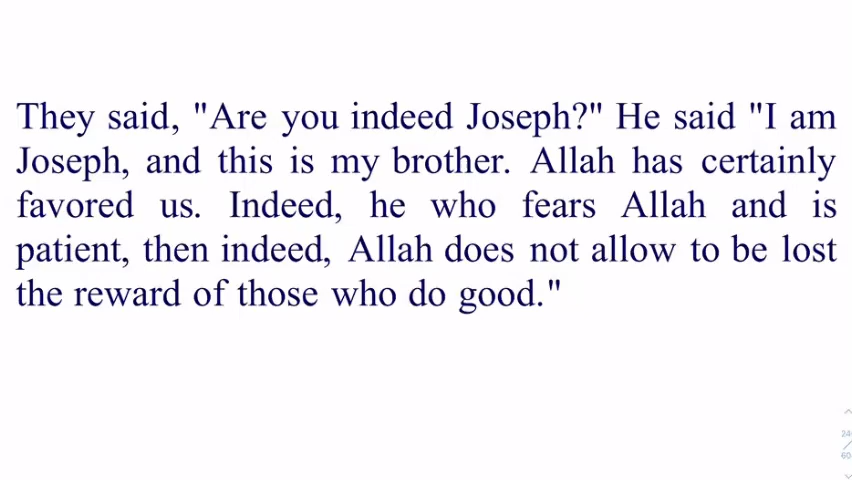 They said, "Are you indeed Joseph?" He said "I am
Joseph, and this is my brother. Allah has certainly
favored us. Indeed, he who fears Allah and is
patient, then indeed, Allah does not allow to be lost
the reward of those who do good."